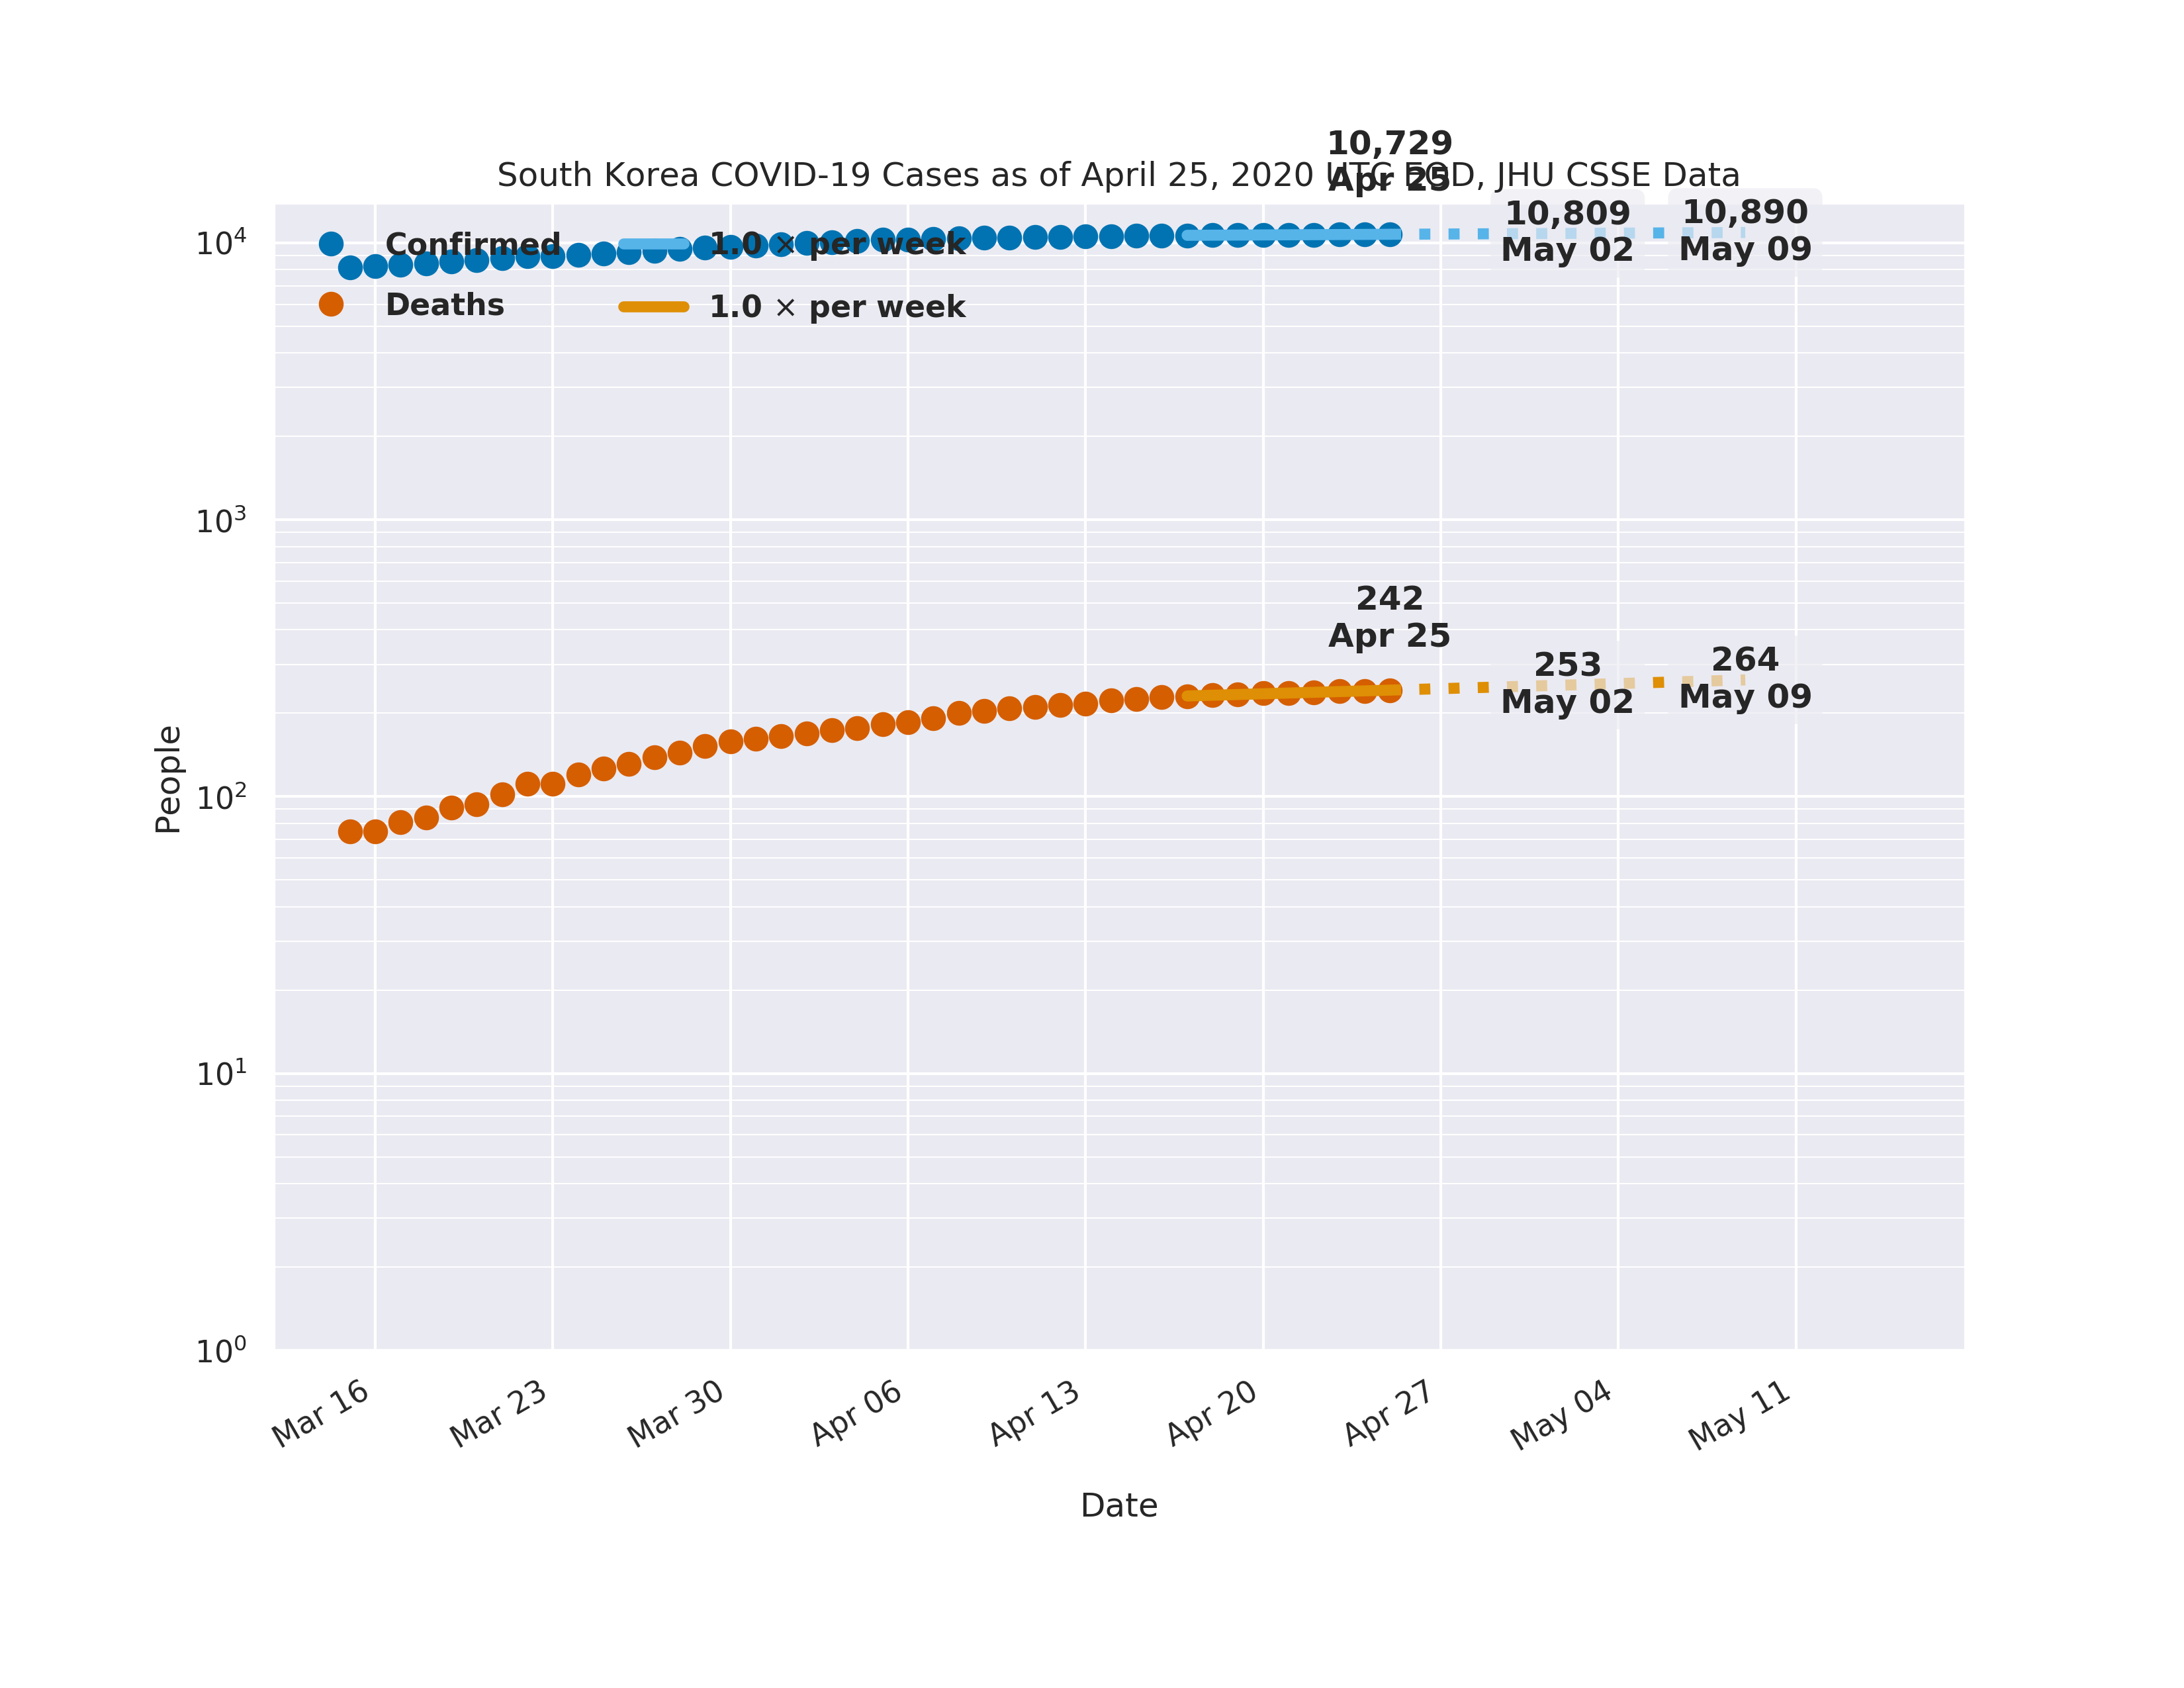 10,729
Apr 25
South Korea COVID-19 Cases as of April 25, 2020 UTC EOD, JHU CSSE Data
10,809
May 02
10,890
May 09
Confirmed
1.0 × per week
Deaths
1.0 × per week
242
Apr 25
253
May 02
264
May 09
People
10⁴
10³
10²
10¹
10⁰
Mar 16
Mar 23
Mar 30
Apr 06
Apr 13
Apr 20
Apr 27
May 04
May 11
Date